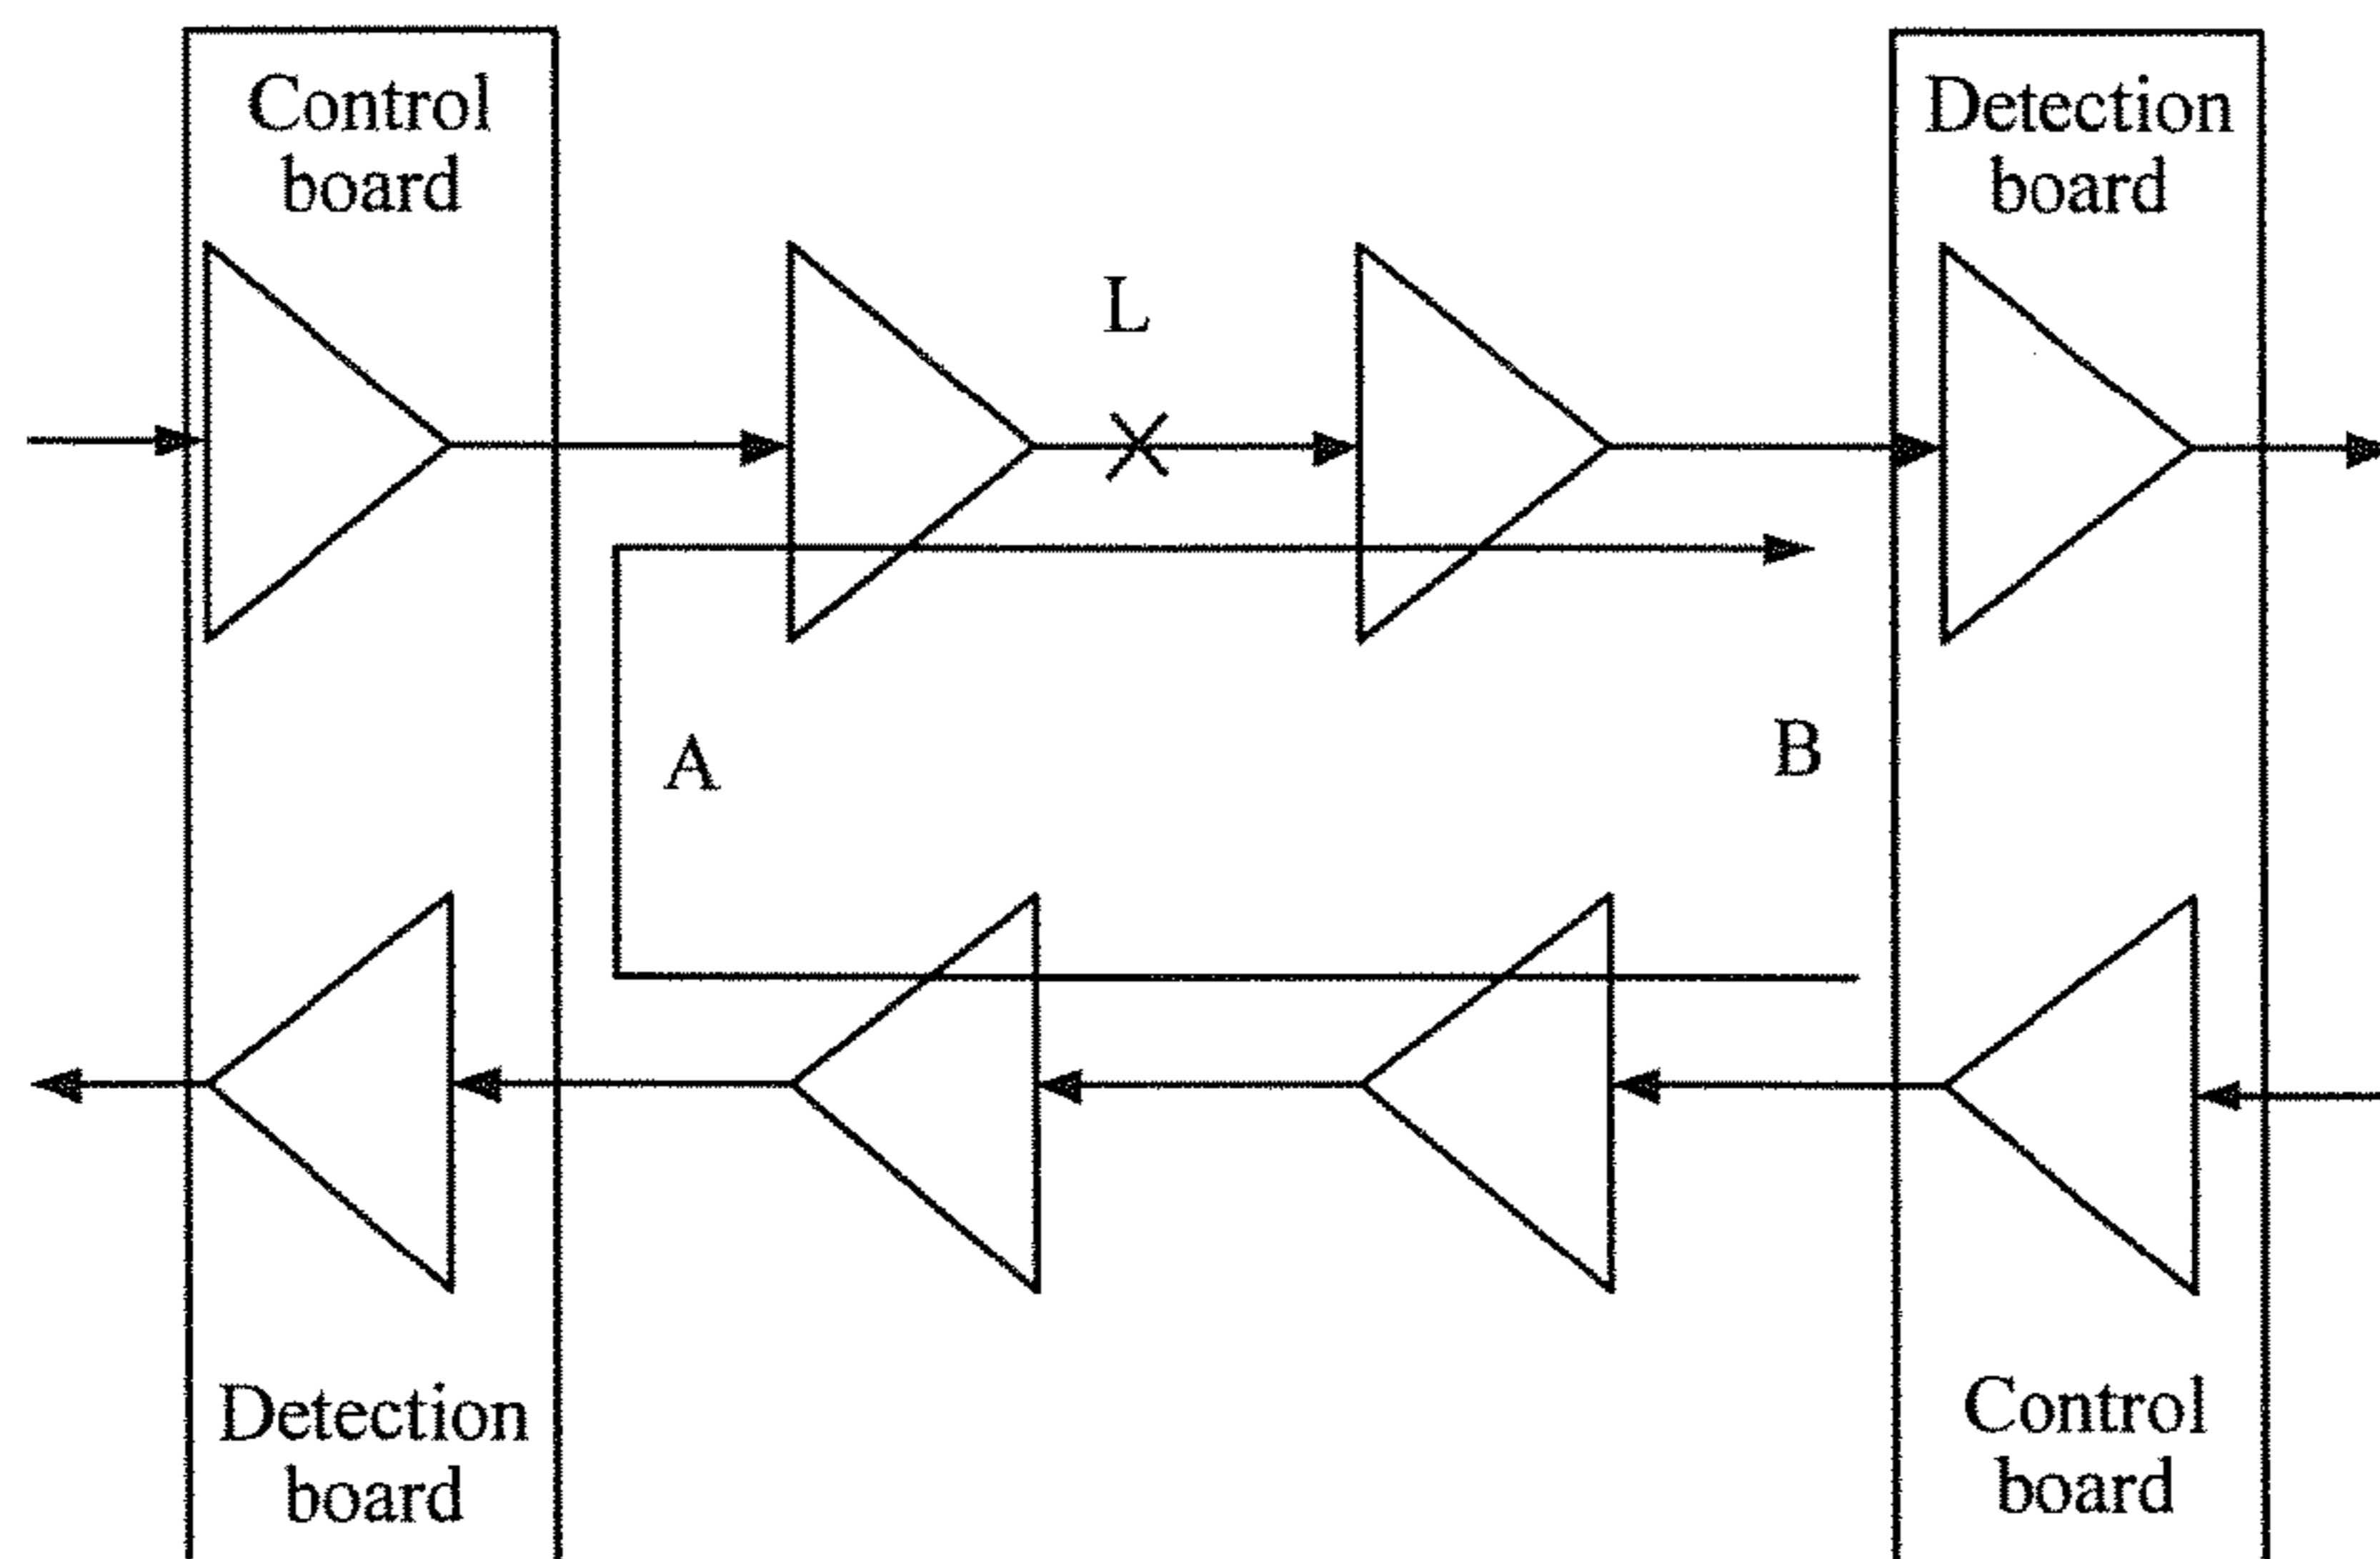 Control
board
Detection
board
L
A
B
Detection
board
Control
board